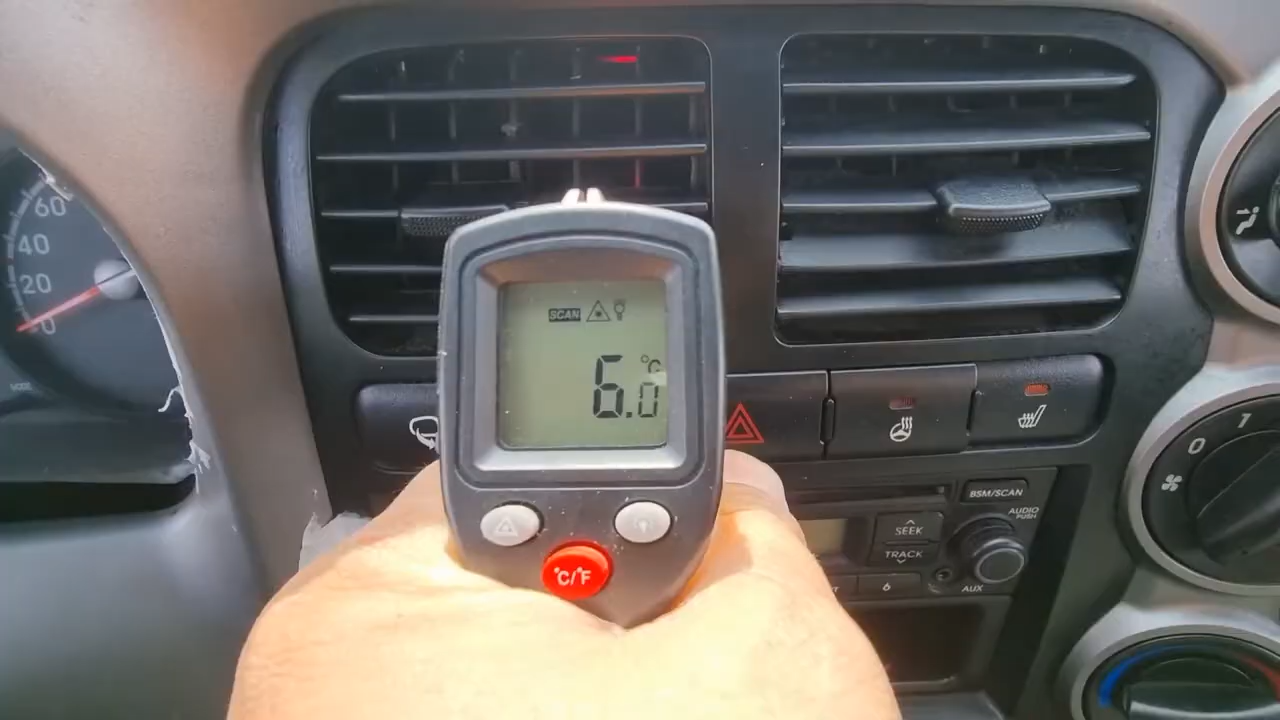 60
40
20
0
SCAN
°C
6.0
°C/°F
BSM/SCAN
AUDIO
PUSH
SEEK
TRACK
6
AUX
0
1